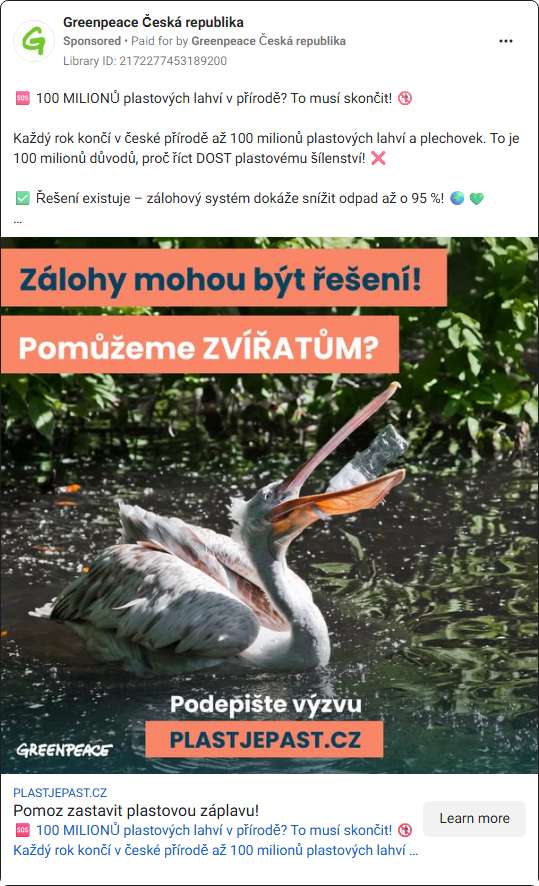 Greenpeace Česká republika
Sponsored • Paid for by Greenpeace Česká republika
Library ID: 2172277453189200
🆘 100 MILIONŮ plastových lahví v přírodě? To musí skončit! 🚯
Každý rok končí v české přírodě až 100 milionů plastových lahví a plechovek. To je
100 milionů důvodů, proč říct DOST plastovému šílenství! ❌
✅ Řešení existuje – zálohový systém dokáže snížit odpad až o 95 %! 🌍 💚
...
Zálohy mohou být řešení!
Pomůžeme ZVÍŘATŮM?
Podepište výzvu
PLASTJEPAST.CZ
GREENPEACE
PLASTJEPAST.CZ
Pomoz zastavit plastovou záplavu!
🆘 100 MILIONŮ plastových lahví v přírodě? To musí skončit! 🚯
Každý rok končí v české přírodě až 100 milionů plastových lahví ...
Learn more